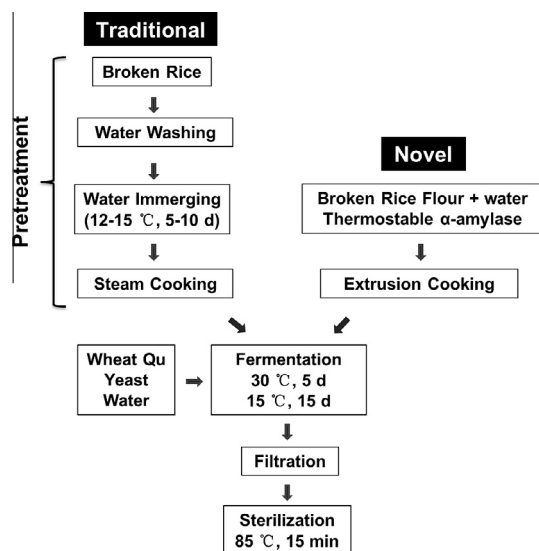 Traditional
Pretreatment
Broken Rice
Water Washing
Water Immerging
(12-15 ℃, 5-10 d)
Steam Cooking
Novel
Broken Rice Flour + water
Thermostable α-amylase
Extrusion Cooking
Wheat Qu
Yeast
Water
Fermentation
30 ℃, 5 d
15 ℃, 15 d
Filtration
Sterilization
85 ℃, 15 min